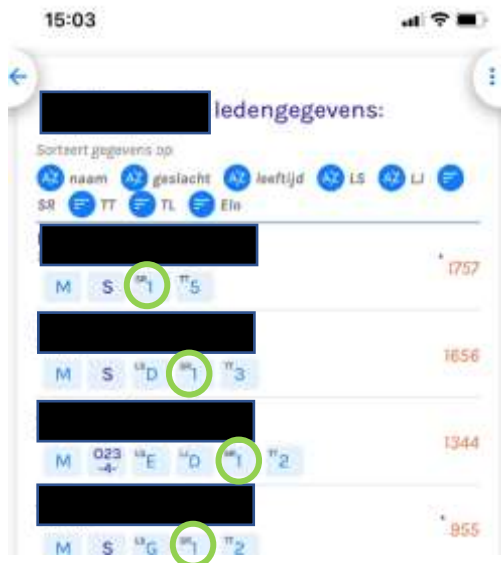 15:03
ledengegevens:
Sorteert gegevens op
AZ naam AZ geslacht AZ leeftijd AZ LS AZ LJ
SR TT TL Elo
1757
M S SR1 TT5
1656
M S LSD SR1 TT3
1344
M O23 -4- LSE LJD SR1 TT2
955
M S LSG SR1 TT2